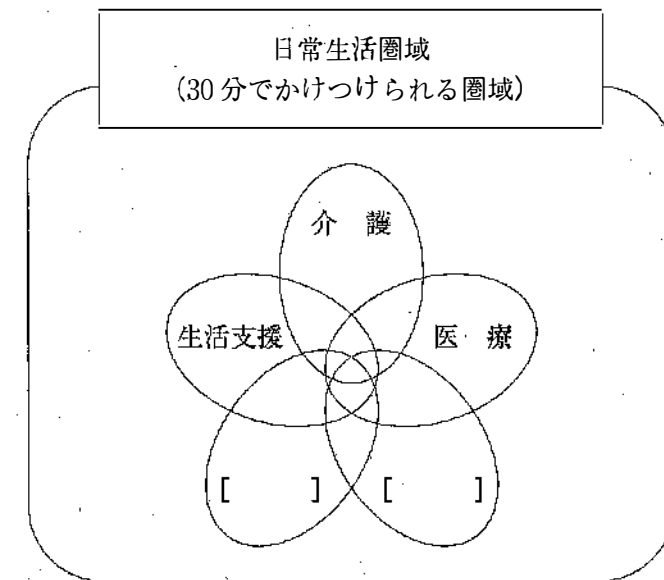 日常生活圏域
(30分でかけつけられる圏域)
介 護
生活支援 医 療
[ ] [ ]